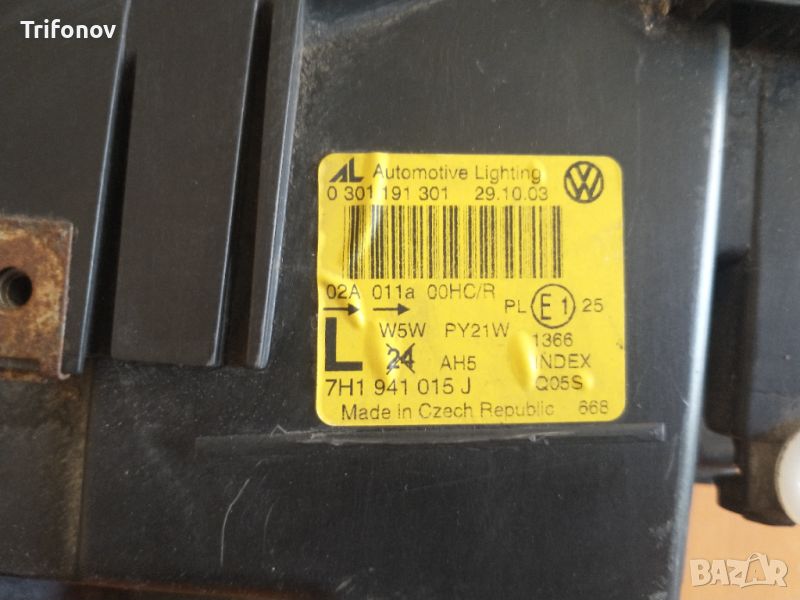 Trifonov
AL Automotive Lighting
0 301 191 301 29.10.03
02A 011a 00HC/R
PL E1 25
W5W PY21W 1366
L 24 AH5 INDEX
7H1 941 015 J Q05S
Made in Czech Republic 668
BAZAR